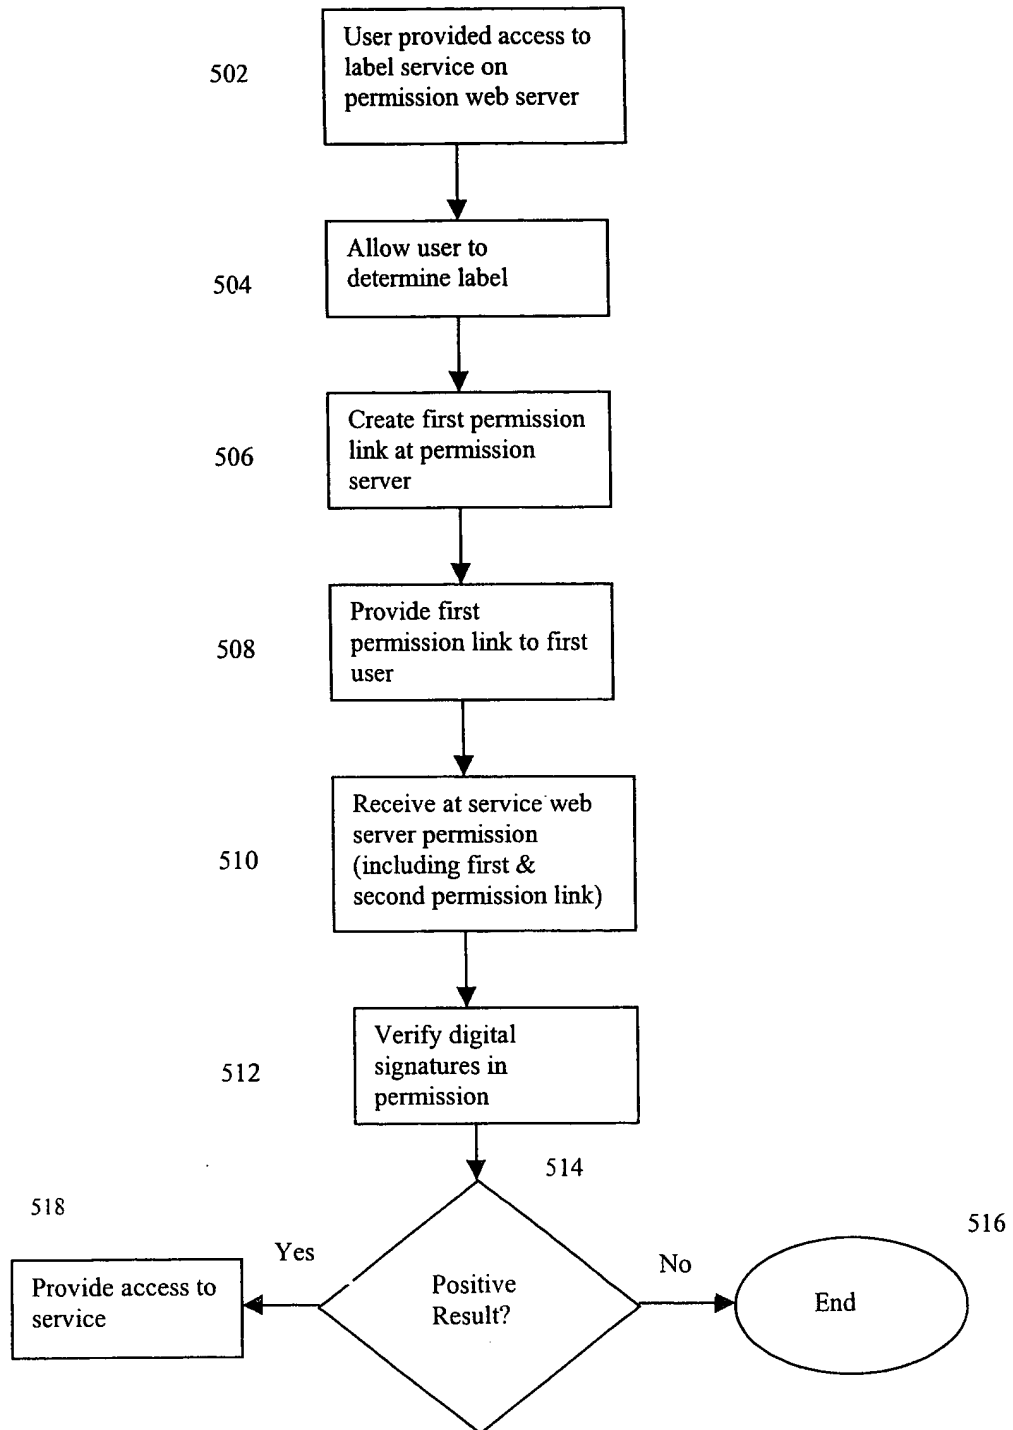 User provided access to
label service on
permission web server
502
Allow user to
determine label
504
Create first permission
link at permission
server
506
Provide first
permission link to first
user
508
Receive at service web
server permission
(including first &
second permission link)
510
Verify digital
signatures in
permission
512
514
518
516
Yes
No
Provide access to
service
Positive
Result?
End